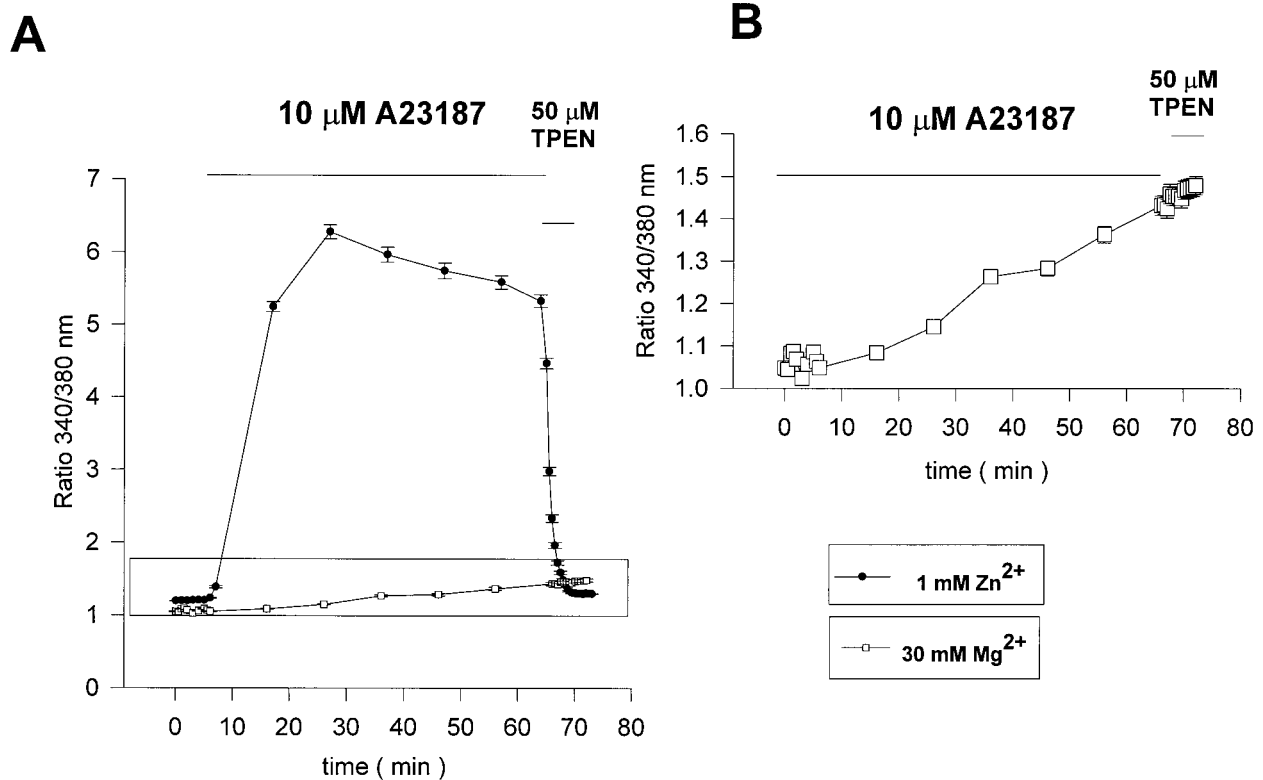 A
10 μM A23187
50 μM
TPEN
7
6
5
4
3
2
1
0
Ratio 340/380 nm
0 10 20 30 40 50 60 70 80
time ( min )
B
10 μM A23187
50 μM
TPEN
1.6
1.5
1.4
1.3
1.2
1.1
1.0
Ratio 340/380 nm
0 10 20 30 40 50 60 70 80
time ( min )
1 mM Zn2+
30 mM Mg2+